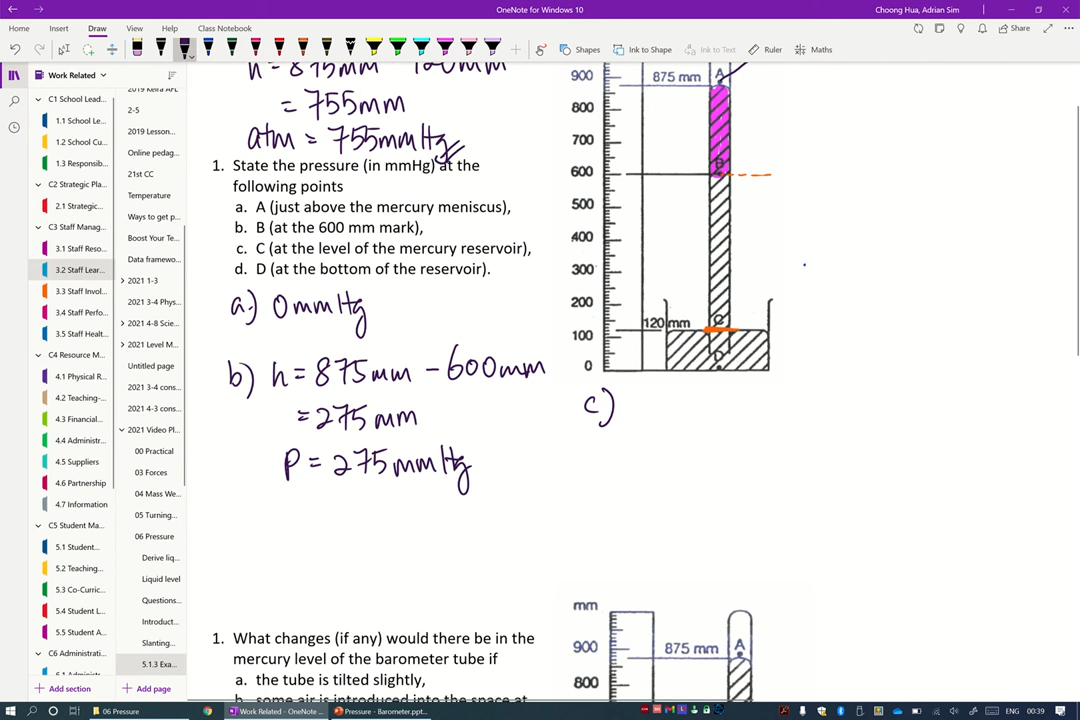 OneNote for Windows 10
Choong Hua, Adrian Sim
Home
Insert
Draw
View
Help
Class Notebook
Share
Shapes
Ink to Shape
Ink to Text
Ruler
Maths
Work Related
C1 School Lead...
1.1 School Le...
1.2 School Cu...
1.3 Responsib...
C2 Strategic Pla...
2.1 Strategic...
C3 Staff Manag...
3.1 Staff Reso...
3.2 Staff Lear...
3.3 Staff Invol...
3.4 Staff Perfo...
3.5 Staff Healt...
C4 Resource M...
4.1 Physical R...
4.2 Teaching-...
4.3 Financial...
4.4 Administr...
4.5 Suppliers
4.6 Partnership
4.7 Information
C5 Student Ma...
5.1 Student...
5.2 Teaching...
5.3 Co-Curric...
5.4 Student L...
5.5 Student A...
C6 Administrati...
Add section
2-5
2019 Lesson...
Online pedag...
21st CC
Temperature
Ways to get p...
Boost Your Te...
Data framewo...
2021 1-3
2021 3-4 Phys...
2021 4-8 Scie...
2021 Level M...
Untitled page
2021 3-4 cons...
2021 4-3 cons...
2021 Video Pl...
00 Practical
03 Forces
04 Mass We...
05 Turning...
06 Pressure
Derive liq...
Liquid level
Questions...
Introduct...
Slanting...
5.1.3 Exa...
Add page
h = 875mm - 120mm
= 755mm
atm = 755mmHg
1. State the pressure (in mmHg) at the
following points
a. A (just above the mercury meniscus),
b. B (at the 600 mm mark),
c. C (at the level of the mercury reservoir),
d. D (at the bottom of the reservoir).
a) 0mmHg
b) h = 875mm - 600mm
= 275mm
P = 275mmHg
c)
900
875 mm
A
800
700
600
B
500
400
300
200
120 mm
C
100
D
0
1. What changes (if any) would there be in the
mercury level of the barometer tube if
a. the tube is tilted slightly,
b. some air is introduced into the space at
mm
900
875 mm
A
800
06 Pressure
Work Related - OneNote ...
Pressure - Barometer.ppt...
ENG
00:39